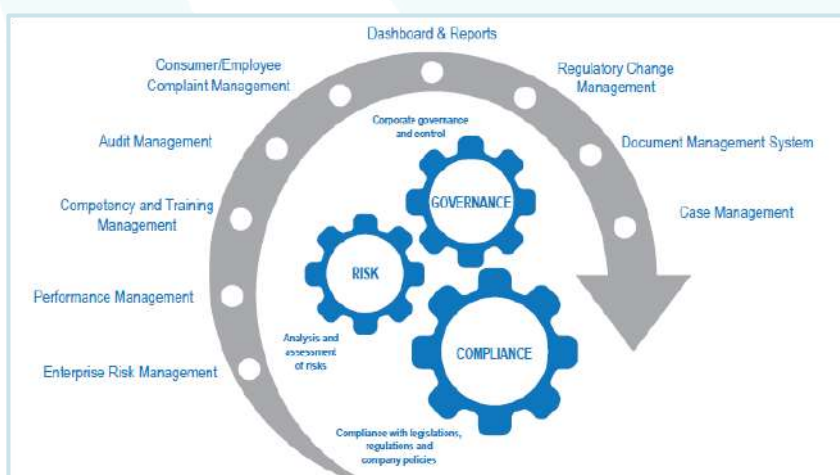 Dashboard & Reports
Consumer/Employee
Complaint Management
Regulatory Change
Management
Audit Management
Document Management System
Competency and Training
Management
Case Management
Performance Management
Enterprise Risk Management
Corporate governance
and control
GOVERNANCE
RISK
Analysis and
assessment
of risks
COMPLIANCE
Compliance with legislations,
regulations and
company policies